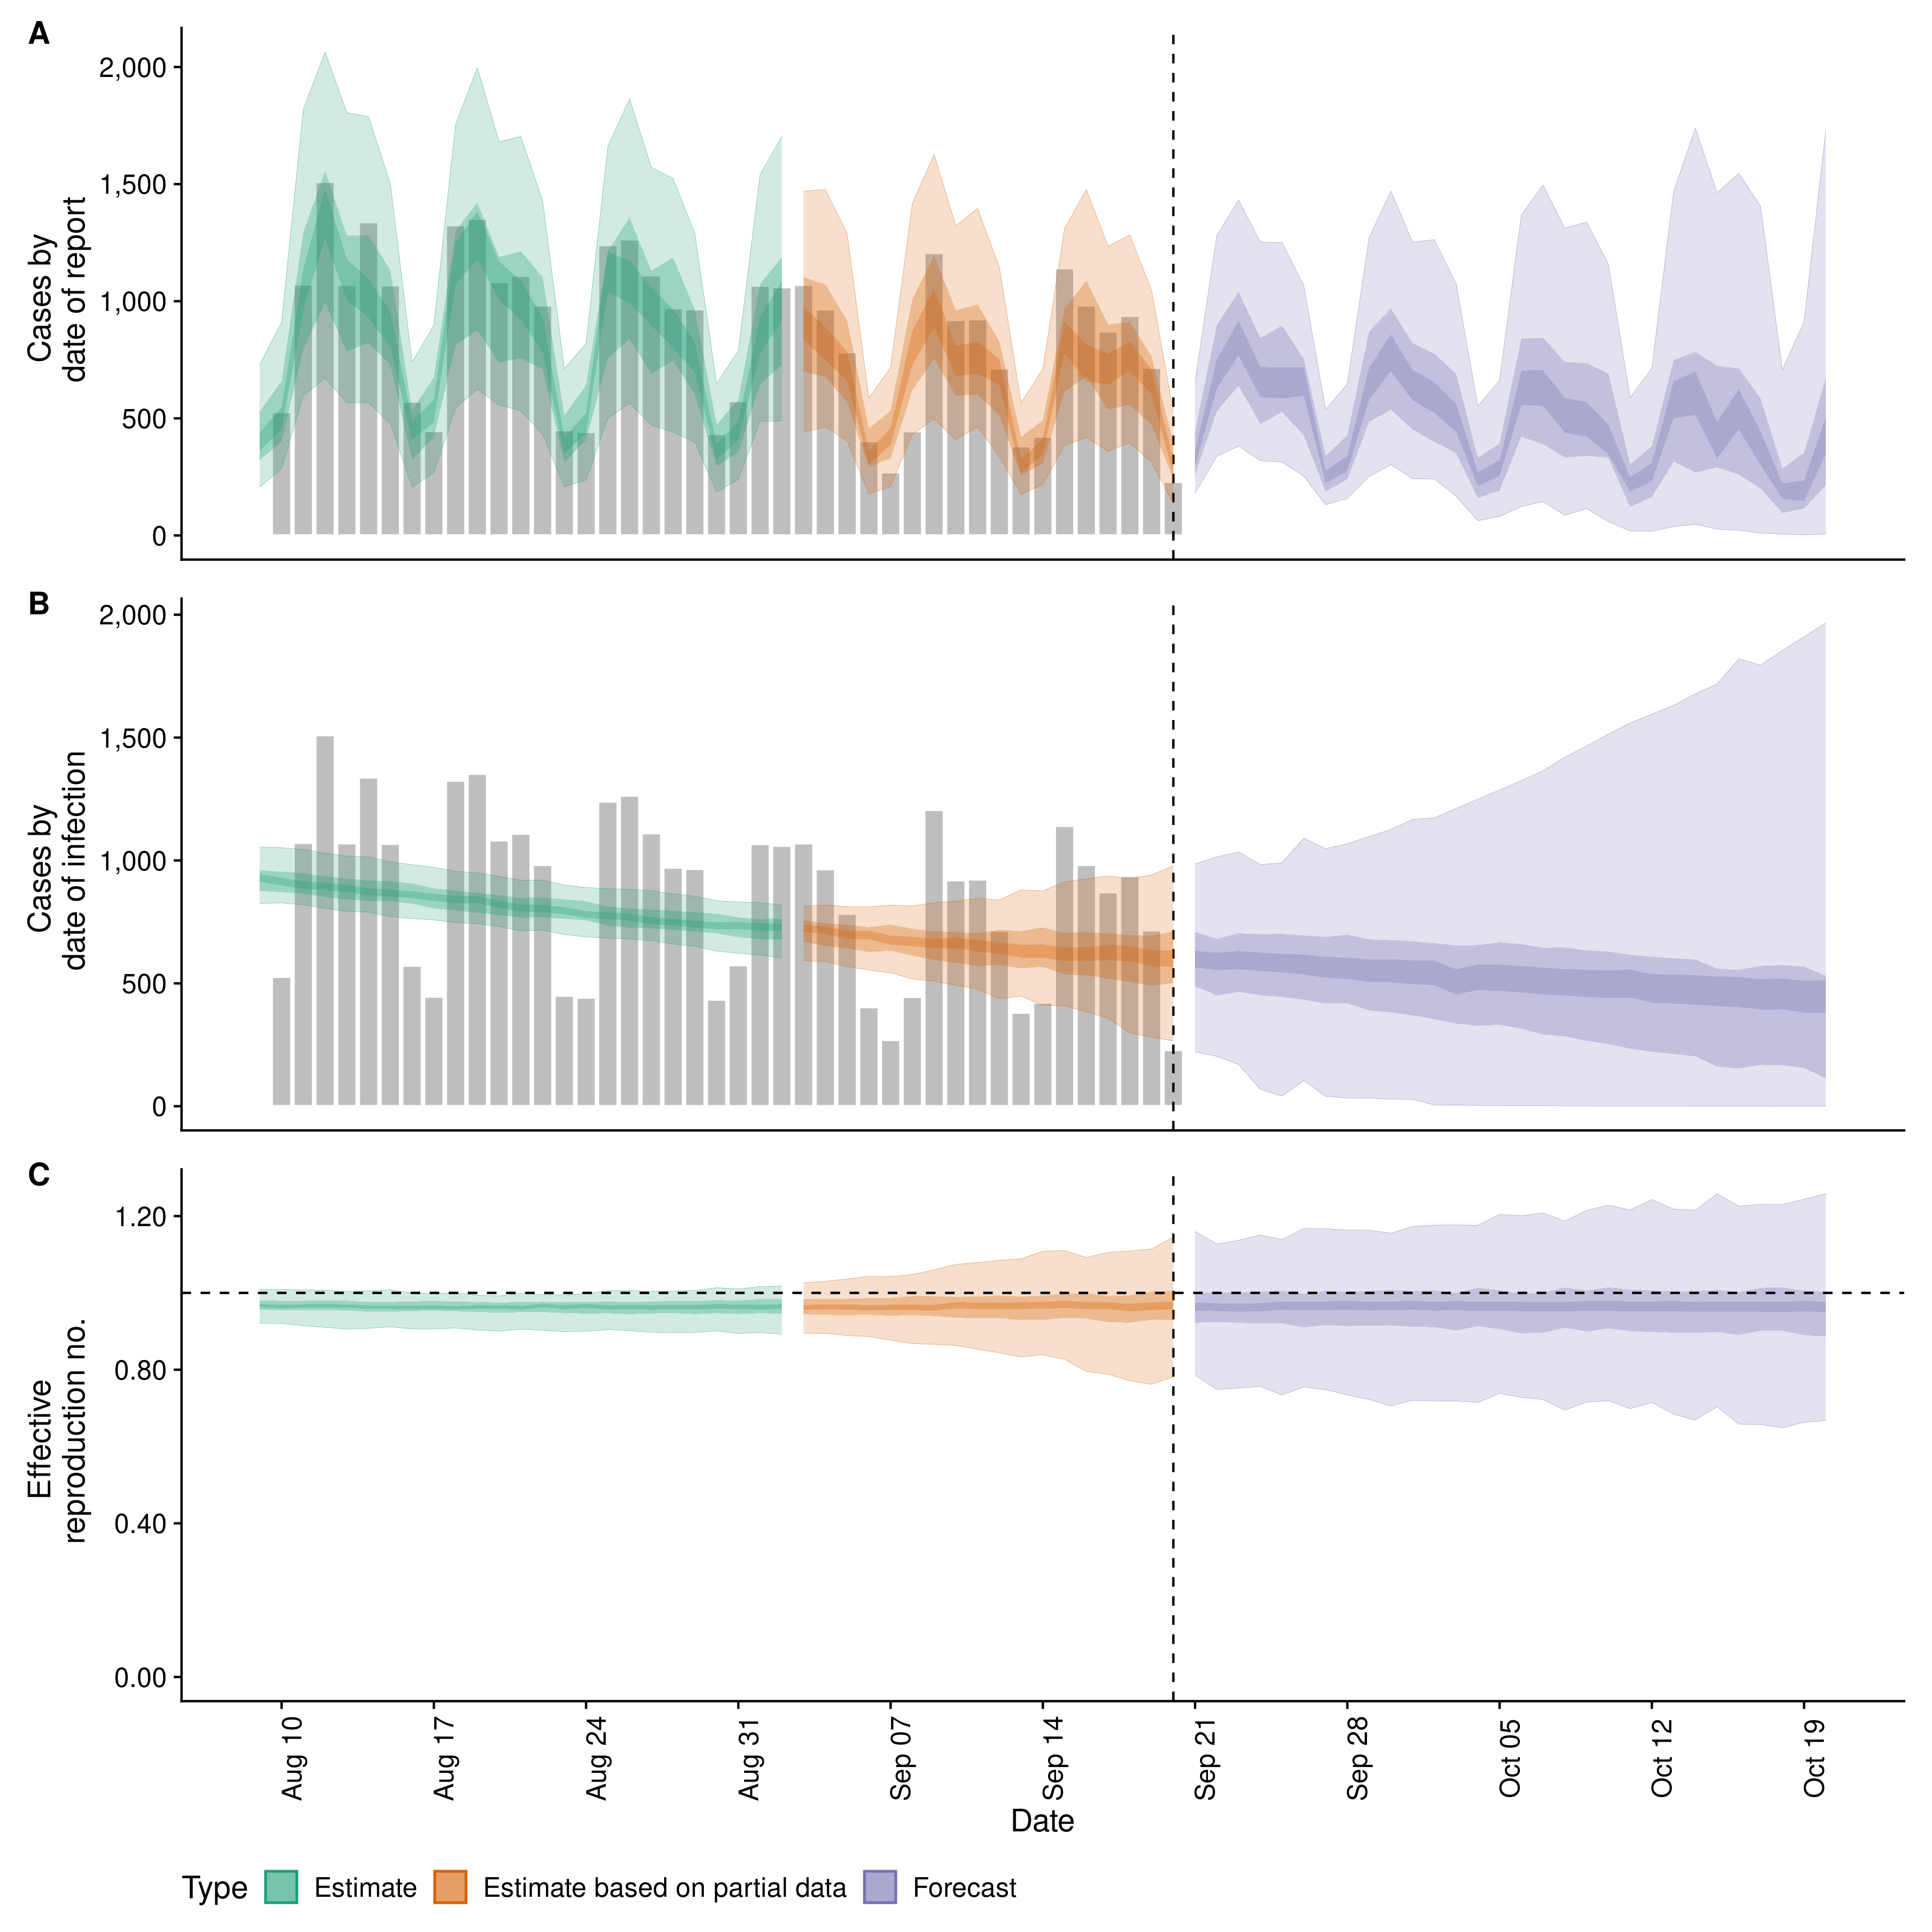 A
2,000
1,500
1,000
500
0
Cases by
date of report
B
2,000
1,500
1,000
500
0
Cases by
date of infection
C
1.20
0.80
0.40
0.00
Effective
reproduction no.
Aug 10
Aug 17
Aug 24
Aug 31
Sep 07
Sep 14
Sep 21
Sep 28
Oct 05
Oct 12
Oct 19
Date
Type Estimate Estimate based on partial data Forecast